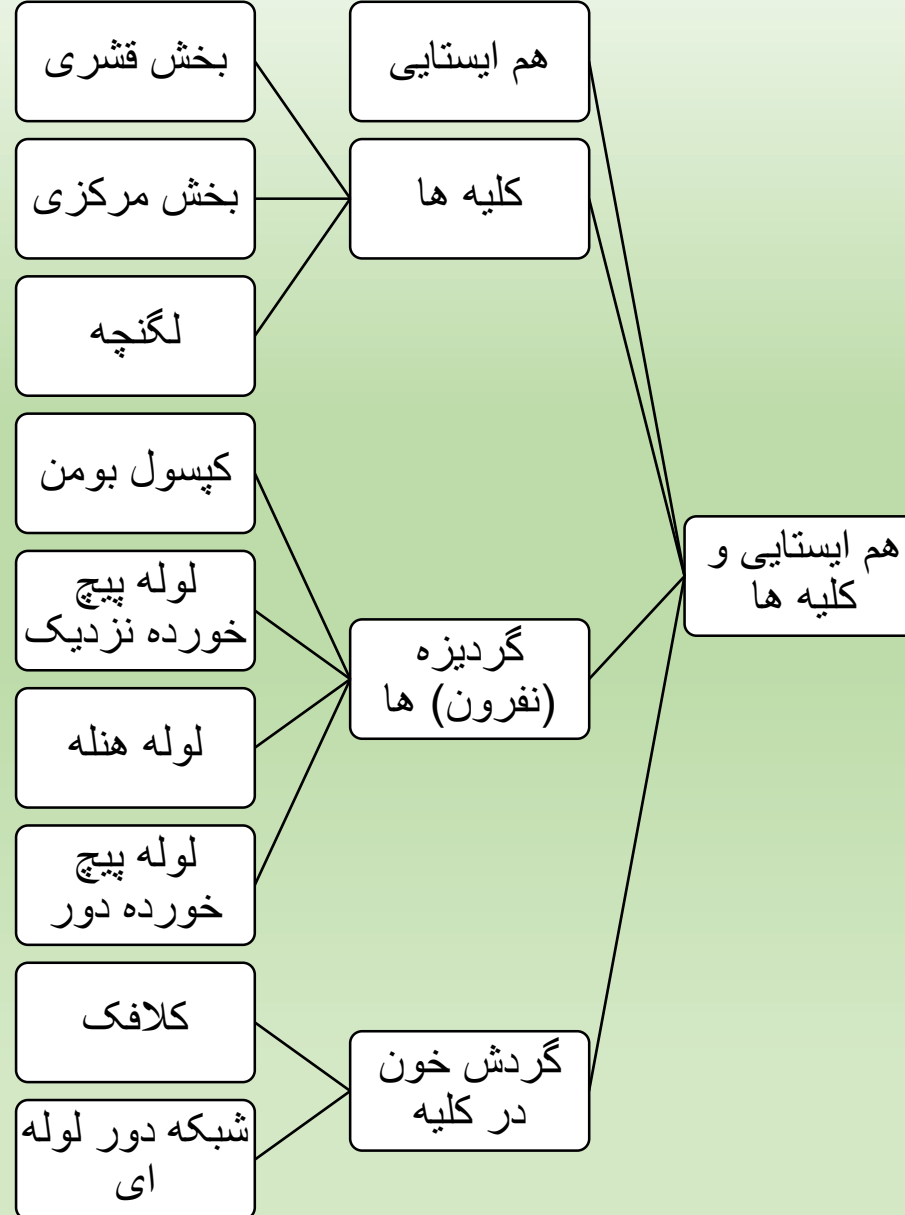 هم ایستایی و
کلیه ها
هم ایستایی
کلیه ها
بخش قشری
بخش مرکزی
لگنچه
گردیزه
(نفرون) ها
کپسول بومن
لوله پیچ
خورده نزدیک
لوله هنله
لوله پیچ
خورده دور
گردش خون
در کلیه
کلافک
شبکه دور لوله
ای